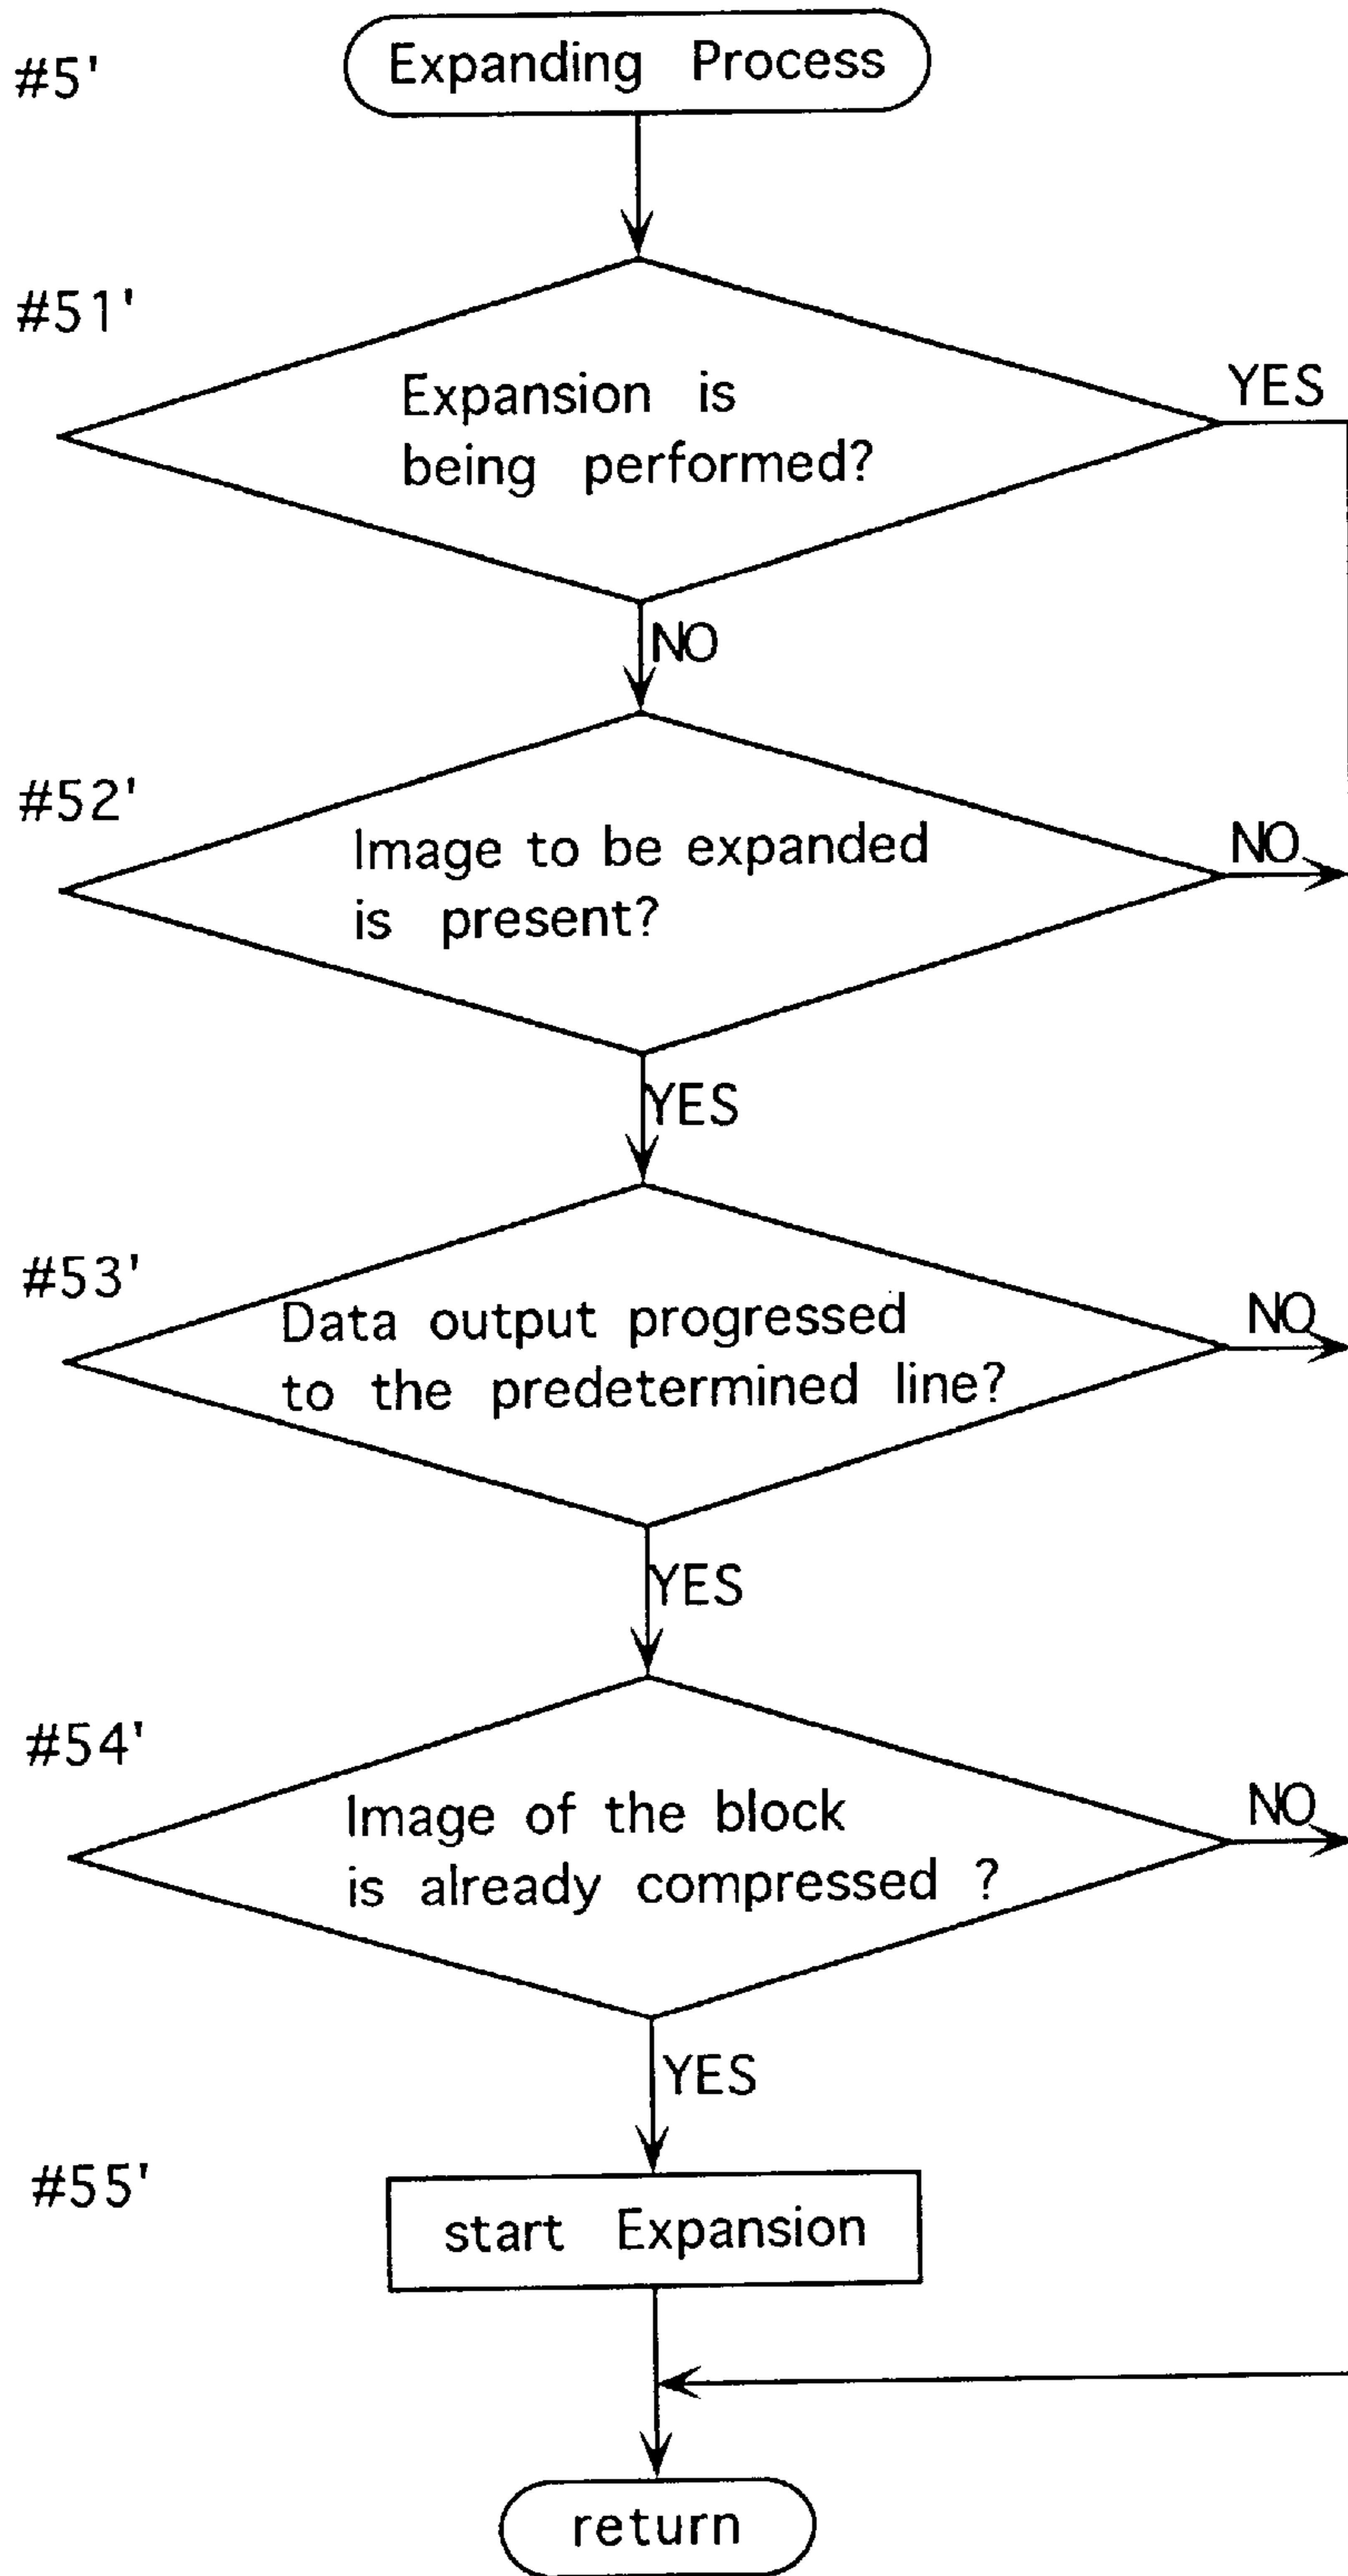 #5'
Expanding Process
#51'
Expansion is
being performed?
YES
NO
#52'
Image to be expanded
is present?
NO
YES
#53'
Data output progressed
to the predetermined line?
NO
YES
#54'
Image of the block
is already compressed ?
NO
YES
#55'
start Expansion
return